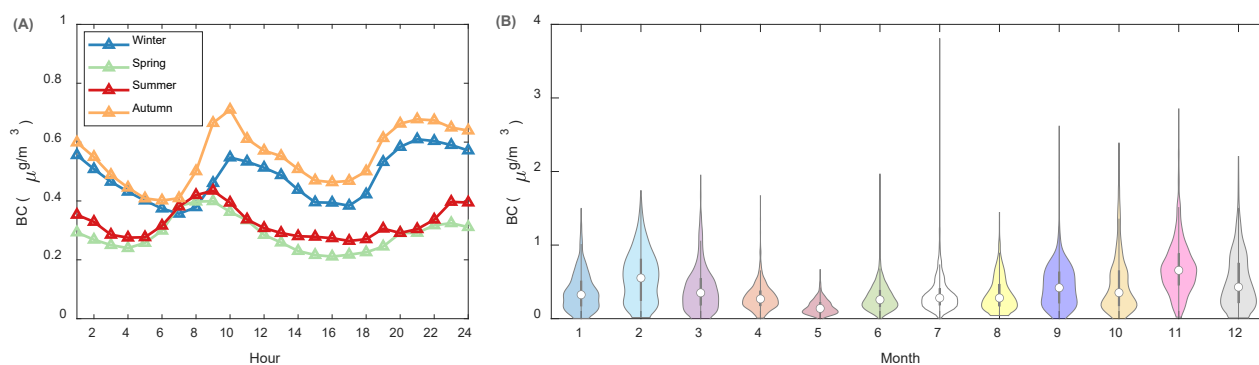 (A)
1
0.8
0.6
0.4
0.2
0
BC ( μg/m 3)
Winter
Spring
Summer
Autumn
2 4 6 8 10 12 14 16 18 20 22 24
Hour
(B)
4
3
2
1
0
BC ( μg/m 3)
1 2 3 4 5 6 7 8 9 10 11 12
Month